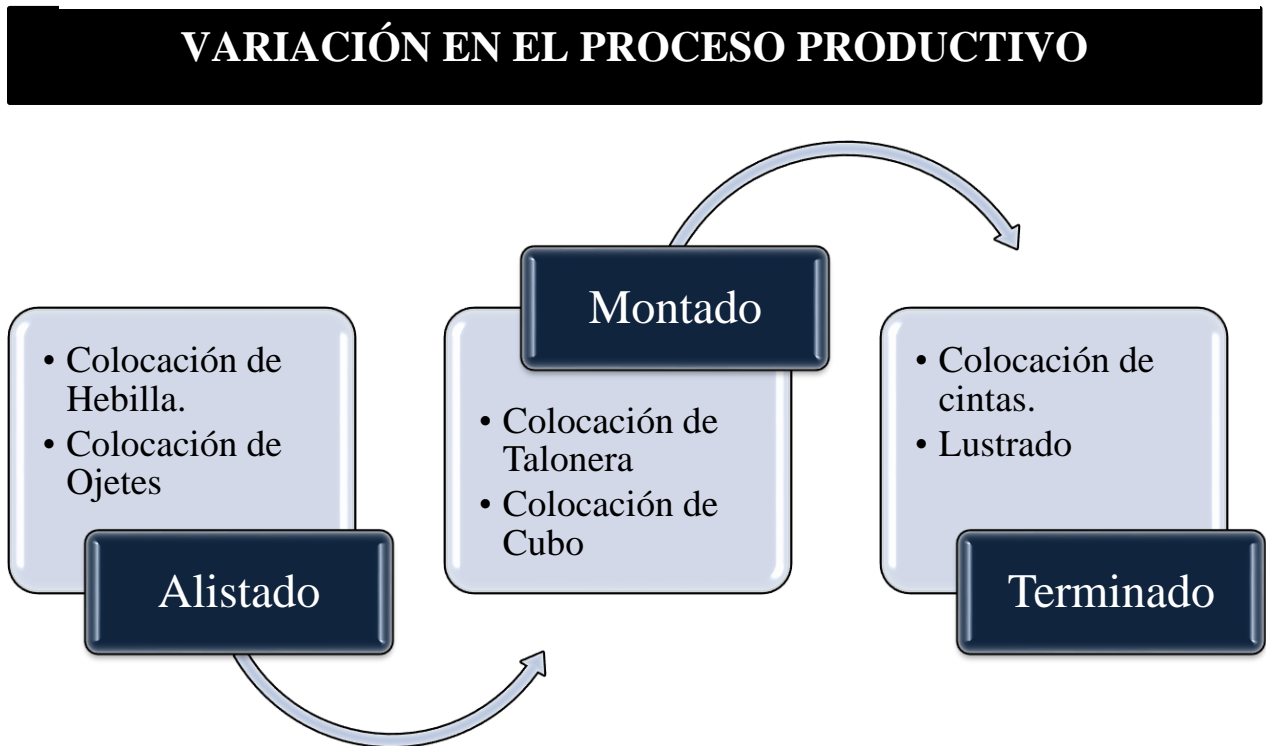 VARIACIÓN EN EL PROCESO PRODUCTIVO
• Colocación de
Hebilla.
• Colocación de
Ojetes
Alistado
Montado
• Colocación de
Talonera
• Colocación de
Cubo
• Colocación de
cintas.
• Lustrado
Terminado